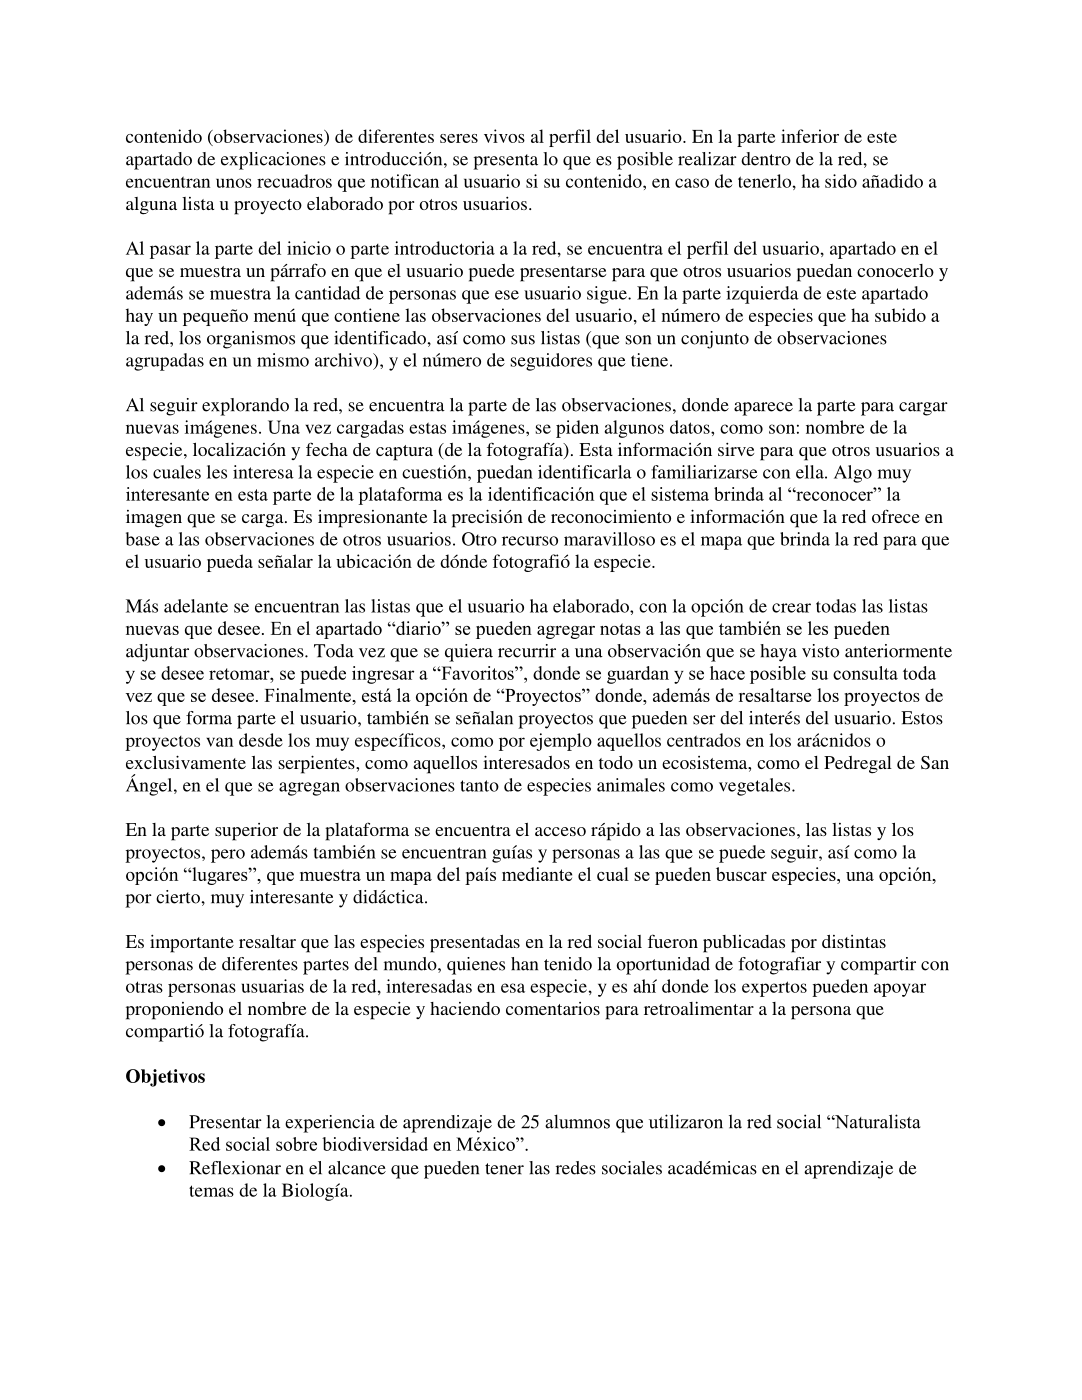 contenido (observaciones) de diferentes seres vivos al perfil del usuario. En la parte inferior de este
apartado de explicaciones e introducción, se presenta lo que es posible realizar dentro de la red, se
encuentran unos recuadros que notifican al usuario si su contenido, en caso de tenerlo, ha sido añadido a
alguna lista u proyecto elaborado por otros usuarios.
Al pasar la parte del inicio o parte introductoria a la red, se encuentra el perfil del usuario, apartado en el
que se muestra un párrafo en que el usuario puede presentarse para que otros usuarios puedan conocerlo y
además se muestra la cantidad de personas que ese usuario sigue. En la parte izquierda de este apartado
hay un pequeño menú que contiene las observaciones del usuario, el número de especies que ha subido a
la red, los organismos que identificado, así como sus listas (que son un conjunto de observaciones
agrupadas en un mismo archivo), y el número de seguidores que tiene.
Al seguir explorando la red, se encuentra la parte de las observaciones, donde aparece la parte para cargar
nuevas imágenes. Una vez cargadas estas imágenes, se piden algunos datos, como son: nombre de la
especie, localización y fecha de captura (de la fotografía). Esta información sirve para que otros usuarios a
los cuales les interesa la especie en cuestión, puedan identificarla o familiarizarse con ella. Algo muy
interesante en esta parte de la plataforma es la identificación que el sistema brinda al “reconocer” la
imagen que se carga. Es impresionante la precisión de reconocimiento e información que la red ofrece en
base a las observaciones de otros usuarios. Otro recurso maravilloso es el mapa que brinda la red para que
el usuario pueda señalar la ubicación de dónde fotografió la especie.
Más adelante se encuentran las listas que el usuario ha elaborado, con la opción de crear todas las listas
nuevas que desee. En el apartado “diario” se pueden agregar notas a las que también se les pueden
adjuntar observaciones. Toda vez que se quiera recurrir a una observación que se haya visto anteriormente
y se desee retomar, se puede ingresar a “Favoritos”, donde se guardan y se hace posible su consulta toda
vez que se desee. Finalmente, está la opción de “Proyectos” donde, además de resaltarse los proyectos de
los que forma parte el usuario, también se señalan proyectos que pueden ser del interés del usuario. Estos
proyectos van desde los muy específicos, como por ejemplo aquellos centrados en los arácnidos o
exclusivamente las serpientes, como aquellos interesados en todo un ecosistema, como el Pedregal de San
Ángel, en el que se agregan observaciones tanto de especies animales como vegetales.
En la parte superior de la plataforma se encuentra el acceso rápido a las observaciones, las listas y los
proyectos, pero además también se encuentran guías y personas a las que se puede seguir, así como la
opción “lugares”, que muestra un mapa del país mediante el cual se pueden buscar especies, una opción,
por cierto, muy interesante y didáctica.
Es importante resaltar que las especies presentadas en la red social fueron publicadas por distintas
personas de diferentes partes del mundo, quienes han tenido la oportunidad de fotografiar y compartir con
otras personas usuarias de la red, interesadas en esa especie, y es ahí donde los expertos pueden apoyar
proponiendo el nombre de la especie y haciendo comentarios para retroalimentar a la persona que
compartió la fotografía.
Objetivos
• Presentar la experiencia de aprendizaje de 25 alumnos que utilizaron la red social “Naturalista
Red social sobre biodiversidad en México”.
• Reflexionar en el alcance que pueden tener las redes sociales académicas en el aprendizaje de
temas de la Biología.